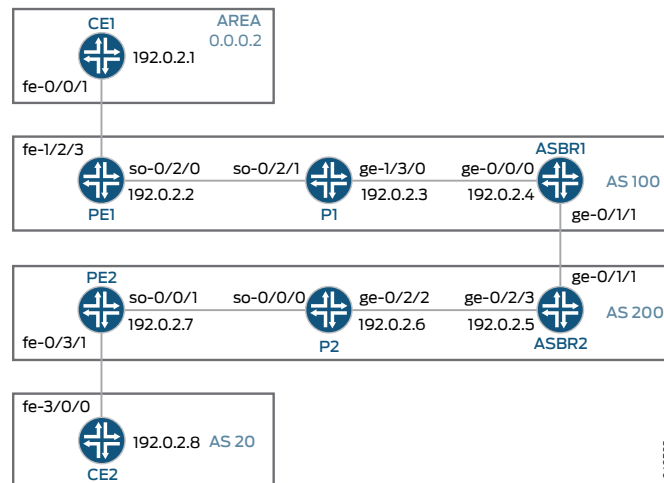 CE1
AREA
0.0.0.2
192.0.2.1
fe-0/0/1
fe-1/2/3
ASBR1
so-0/2/0
so-0/2/1
ge-1/3/0
ge-0/0/0
AS 100
192.0.2.2
192.0.2.3
192.0.2.4
PE1
P1
ge-0/1/1
PE2
ge-0/1/1
so-0/0/1
so-0/0/0
ge-0/2/2
ge-0/2/3
AS 200
192.0.2.7
192.0.2.6
192.0.2.5
fe-0/3/1
P2
ASBR2
fe-3/0/0
192.0.2.8
AS 20
CE2